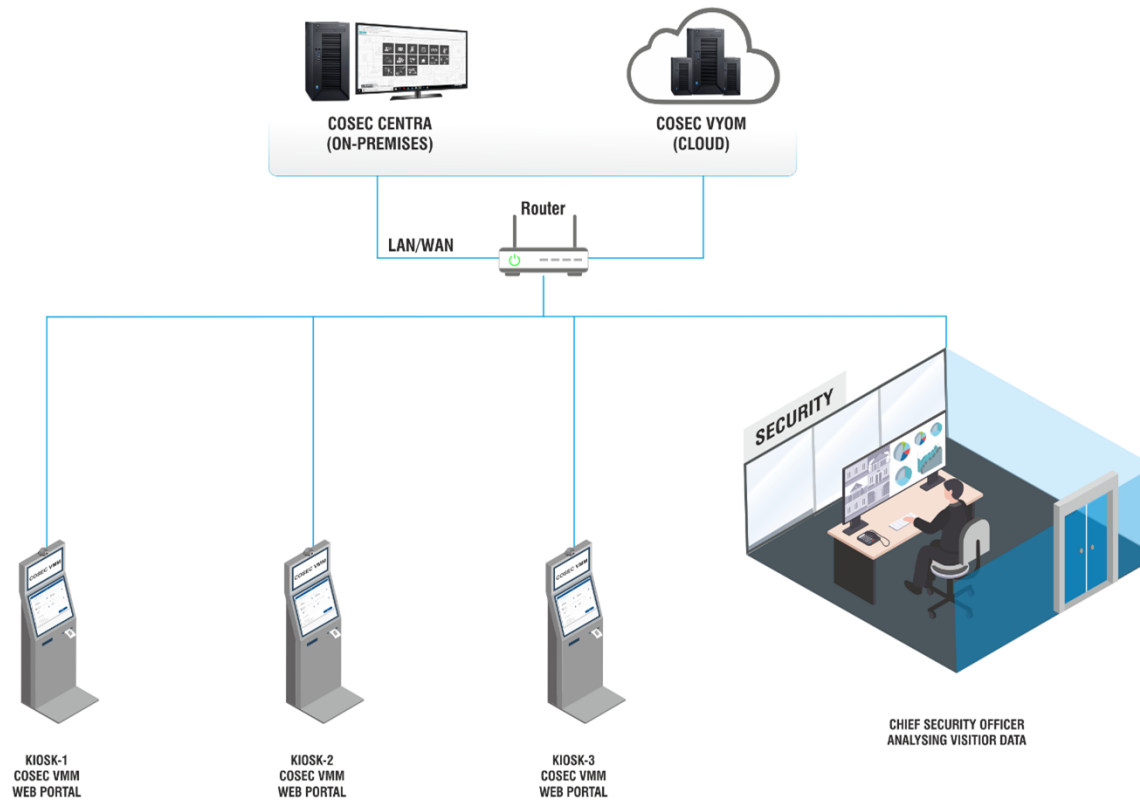 COSEC CENTRA
(ON-PREMISES)
COSEC VYOM
(CLOUD)
Router
LAN/WAN
SECURITY
COSEC VMM
COSEC VMM
COSEC VMM
KIOSK-1
COSEC VMM
WEB PORTAL
KIOSK-2
COSEC VMM
WEB PORTAL
KIOSK-3
COSEC VMM
WEB PORTAL
CHIEF SECURITY OFFICER
ANALYSING VISITIOR DATA